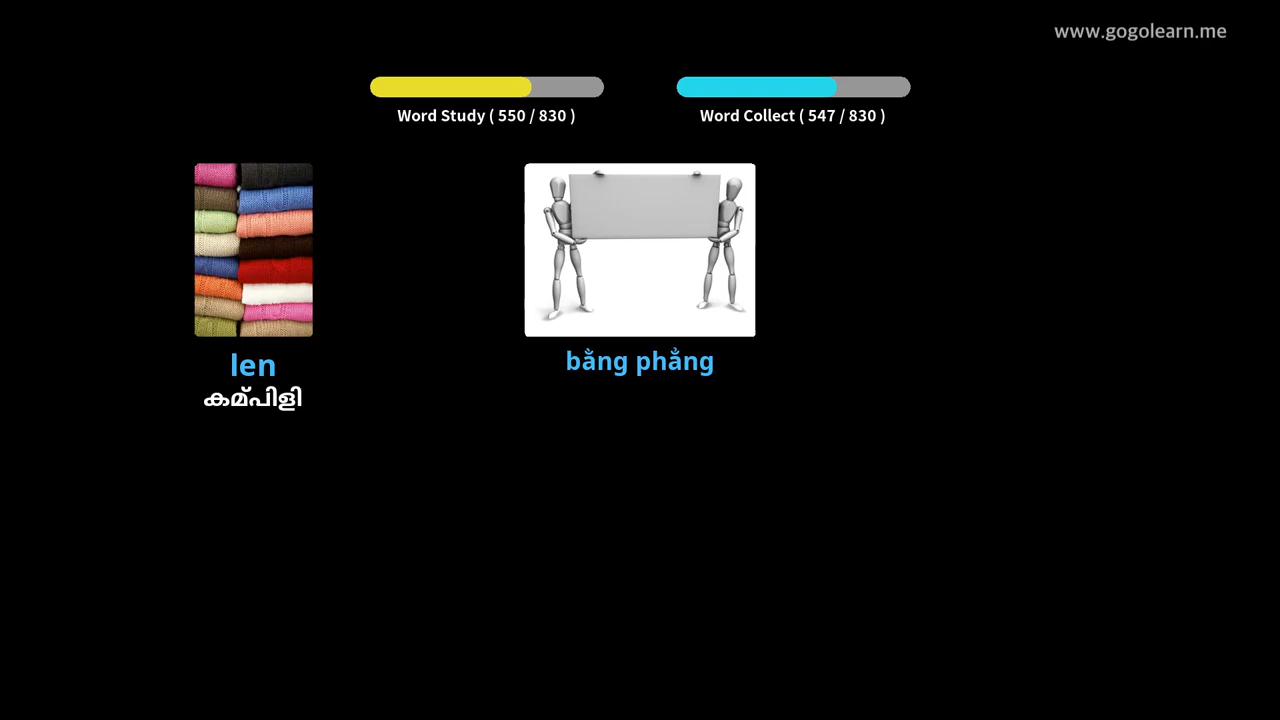 www.gogolearn.me
Word Study ( 550 / 830 )
Word Collect ( 547 / 830 )
len
കമ്പിളി
bằng phẳng